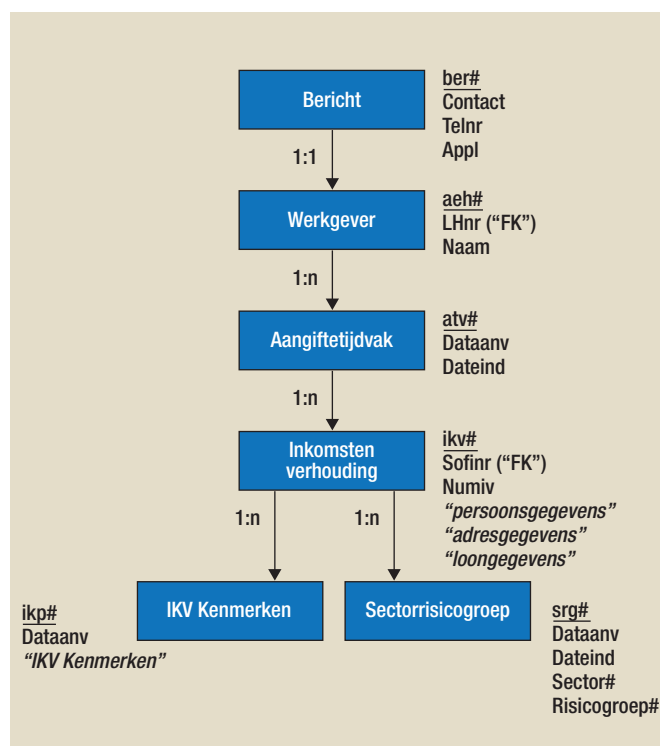 Bericht
ber#
Contact
Telnr
Appl
1:1
Werkgever
aeh#
LHnr (“FK”)
Naam
1:n
Aangiftetijdvak
atv#
Dataanv
Dateind
1:n
Inkomsten
verhouding
ikv#
Sofinr (“FK”)
Numiv
“persoonsgegevens”
“adresgegevens”
“loongegevens”
1:n
1:n
IKV Kenmerken
ikp#
Dataanv
“IKV Kenmerken”
Sectorrisicogroep
srg#
Dataanv
Dateind
Sector#
Risicogroep#